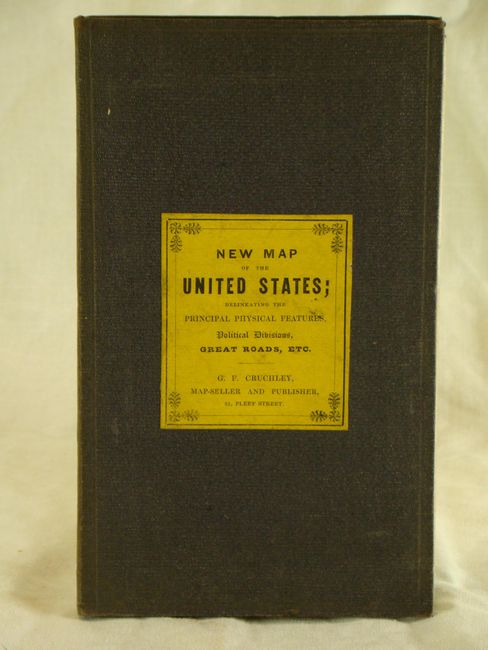 NEW MAP
OF THE
UNITED STATES;
DELINEATING THE
PRINCIPAL PHYSICAL FEATURES,
Political Divisions,
GREAT ROADS, ETC.
G. F. CRUCHLEY,
MAP-SELLER AND PUBLISHER,
81, FLEET STREET.